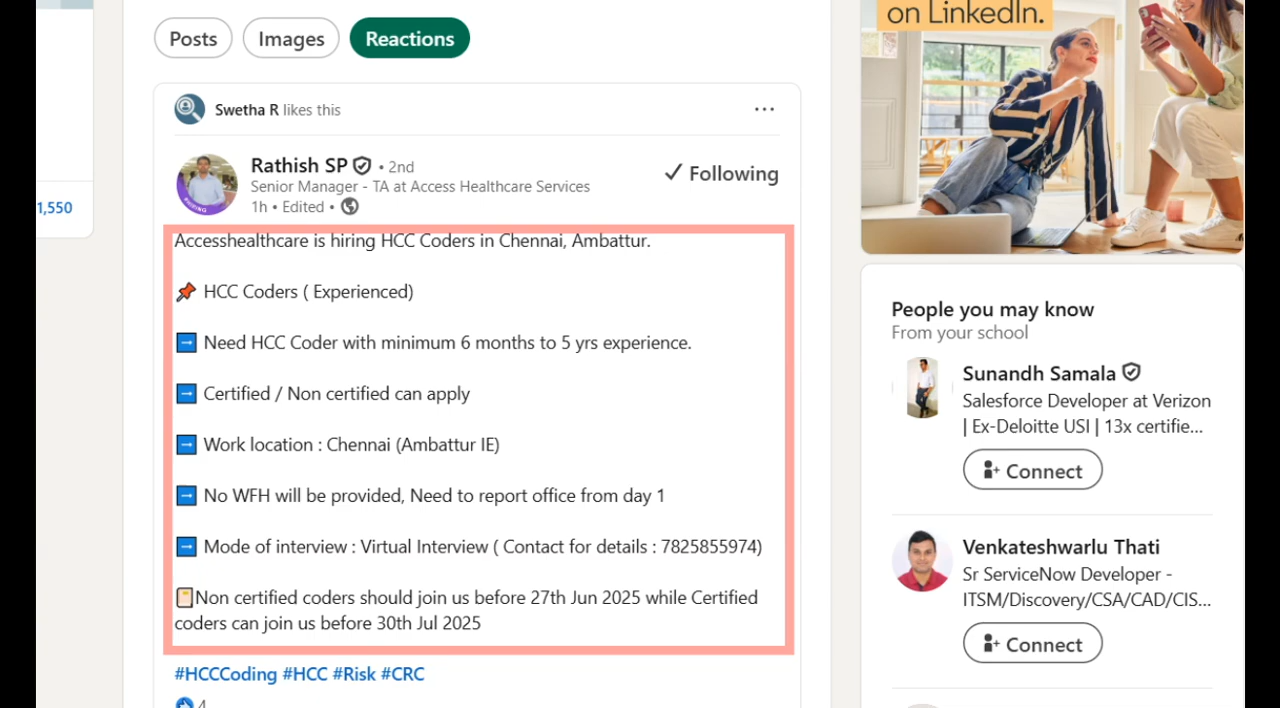 on LinkedIn.
Posts
Images
Reactions
Swetha R likes this
Rathish SP • 2nd
Senior Manager - TA at Access Healthcare Services
1h • Edited •
Following
HIRING
1,550
Accesshealthcare is hiring HCC Coders in Chennai, Ambattur.
HCC Coders ( Experienced)
Need HCC Coder with minimum 6 months to 5 yrs experience.
Certified / Non certified can apply
Work location : Chennai (Ambattur IE)
No WFH will be provided, Need to report office from day 1
Mode of interview : Virtual Interview ( Contact for details : 7825855974)
Non certified coders should join us before 27th Jun 2025 while Certified
coders can join us before 30th Jul 2025
#HCCCoding #HCC #Risk #CRC
4
People you may know
From your school
Sunandh Samala
Salesforce Developer at Verizon
| Ex-Deloitte USI | 13x certifie...
Connect
Venkateshwarlu Thati
Sr ServiceNow Developer -
ITSM/Discovery/CSA/CAD/CIS...
Connect